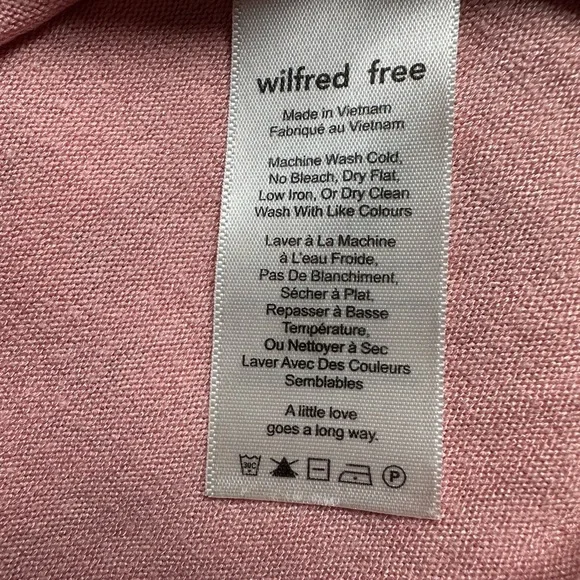 wilfred free
Made in Vietnam
Fabriqué au Vietnam
Machine Wash Cold,
No Bleach, Dry Flat,
Low Iron, Or Dry Clean
Wash With Like Colours
Laver à La Machine
à L'eau Froide,
Pas De Blanchiment,
Sécher à Plat,
Repasser à Basse
Température,
Ou Nettoyer à Sec
Laver Avec Des Couleurs
Semblables
A little love
goes a long way.
30C P